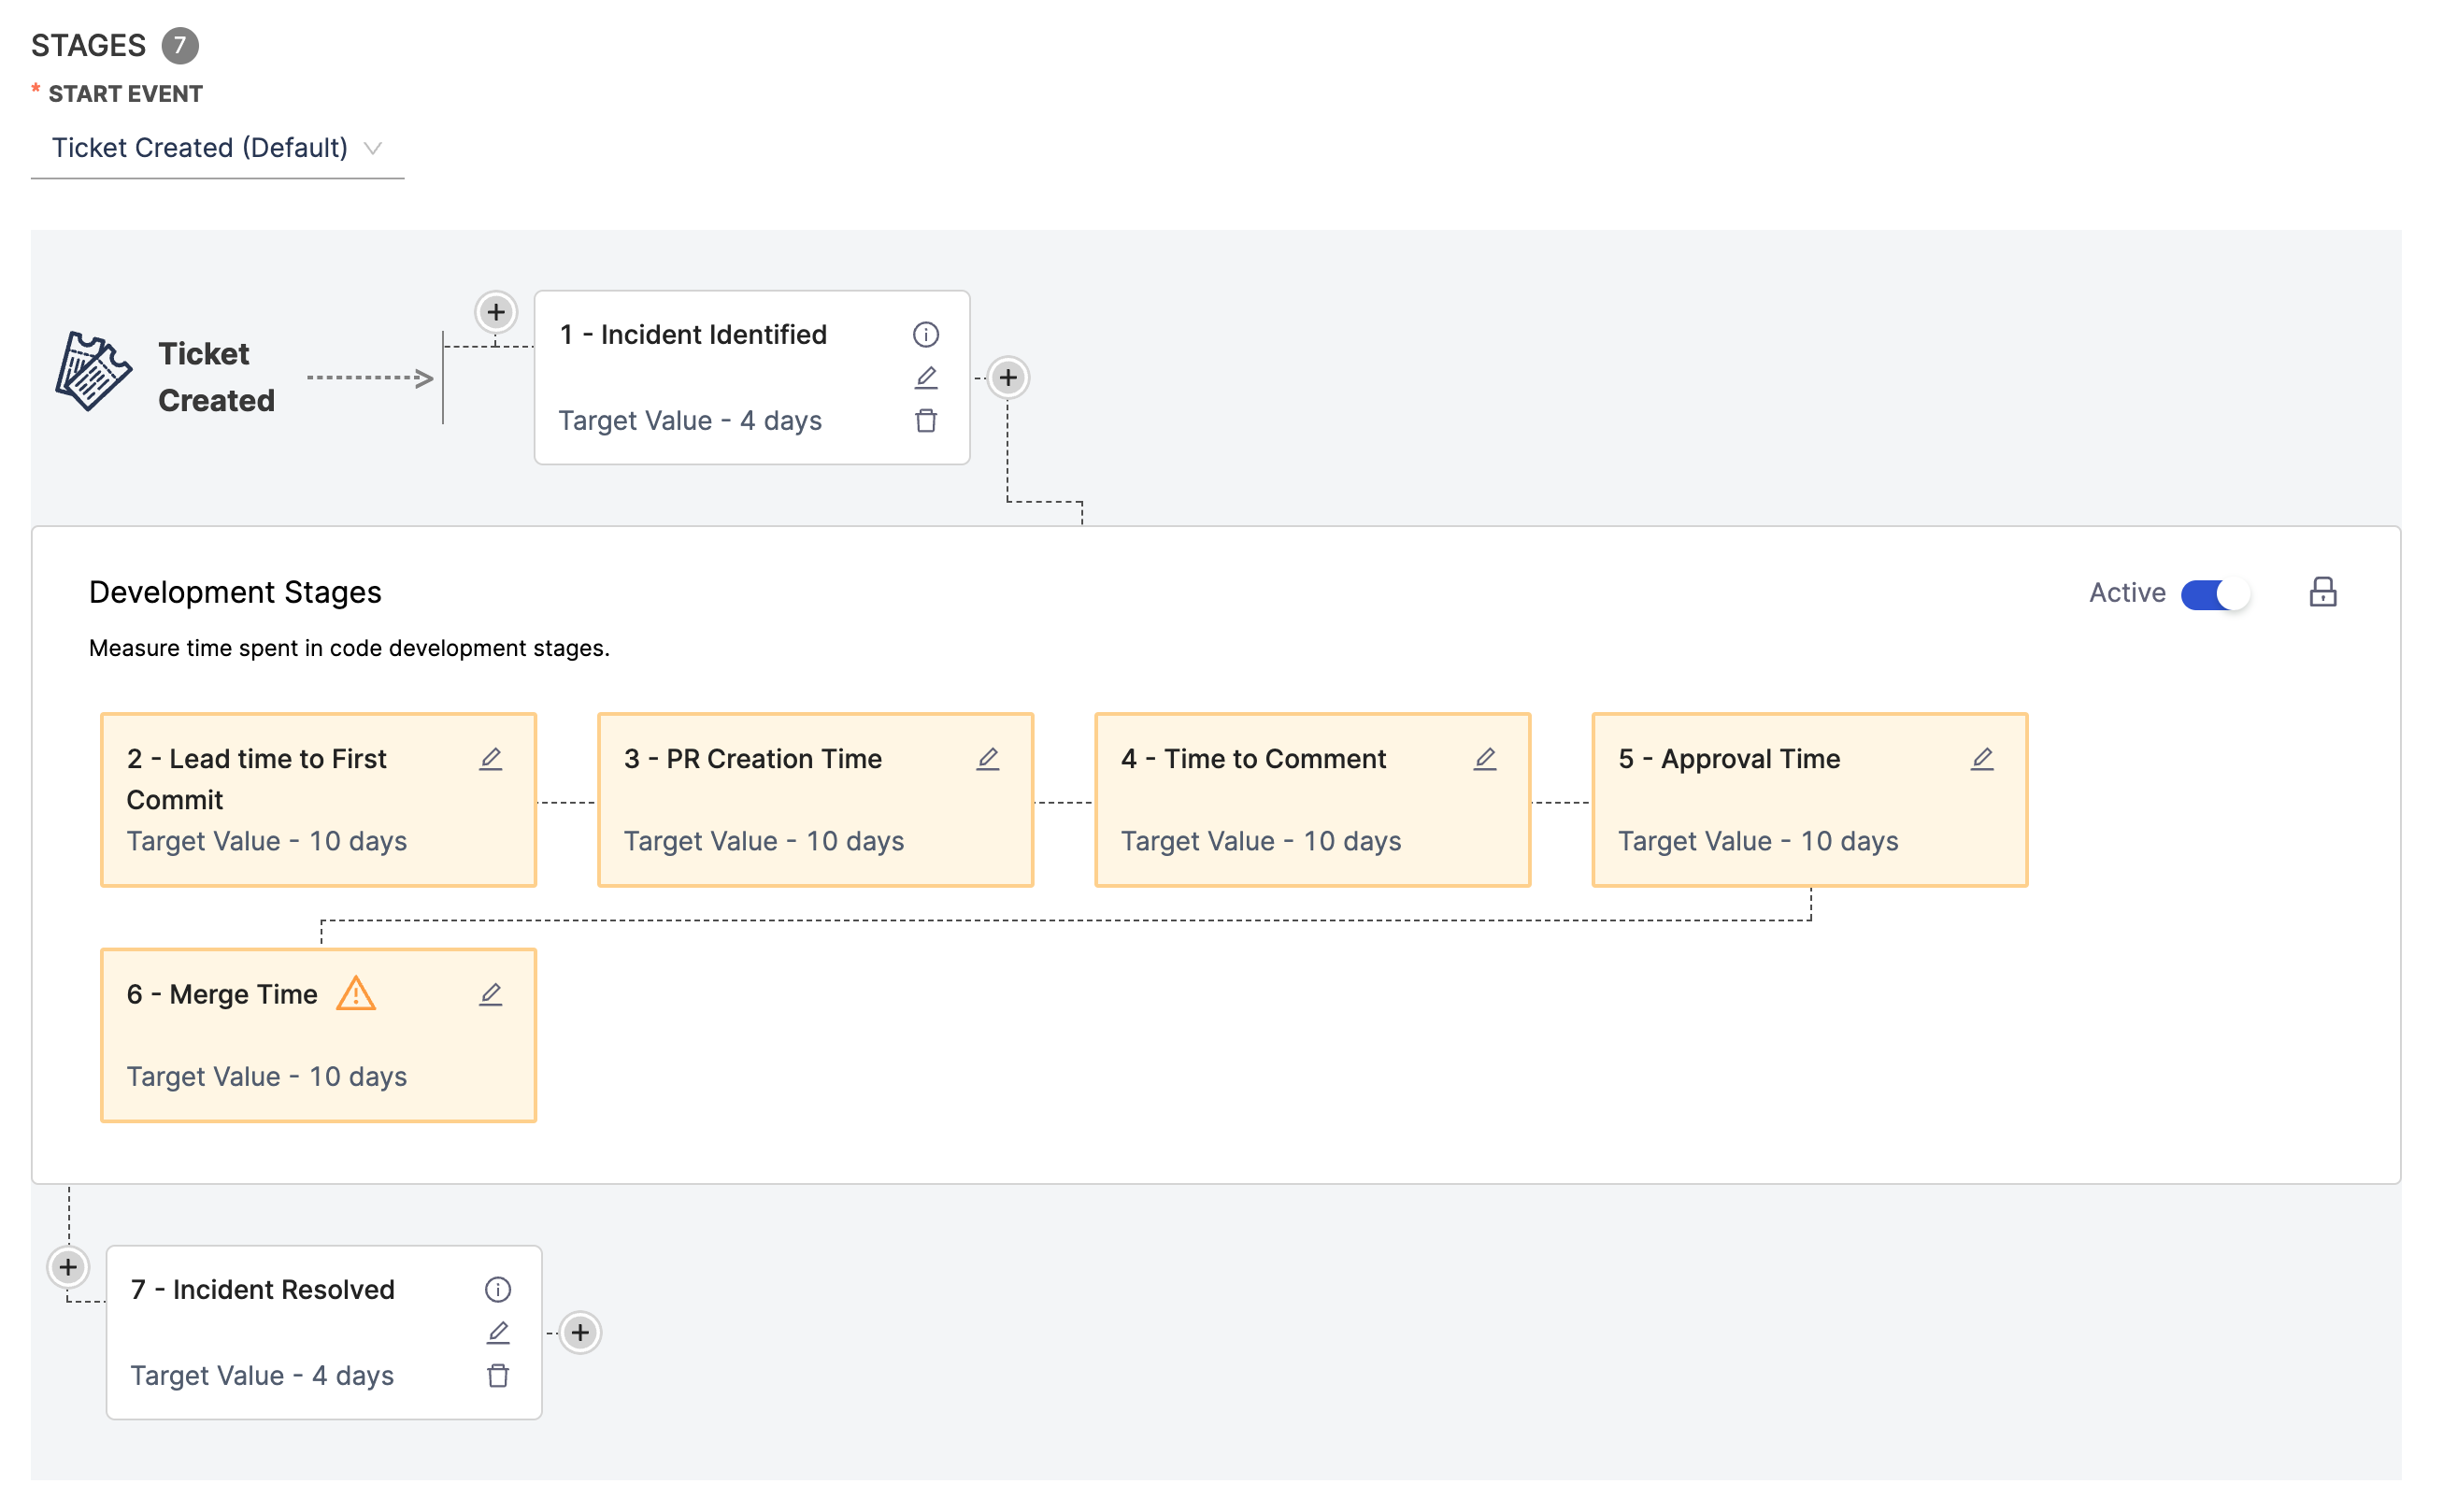 STAGES 7
* START EVENT
Ticket Created (Default)
Ticket
Created
1 - Incident Identified
Target Value - 4 days
Development Stages
Active
Measure time spent in code development stages.
2 - Lead time to First
Commit
Target Value - 10 days
3 - PR Creation Time
Target Value - 10 days
4 - Time to Comment
Target Value - 10 days
5 - Approval Time
Target Value - 10 days
6 - Merge Time
Target Value - 10 days
7 - Incident Resolved
Target Value - 4 days